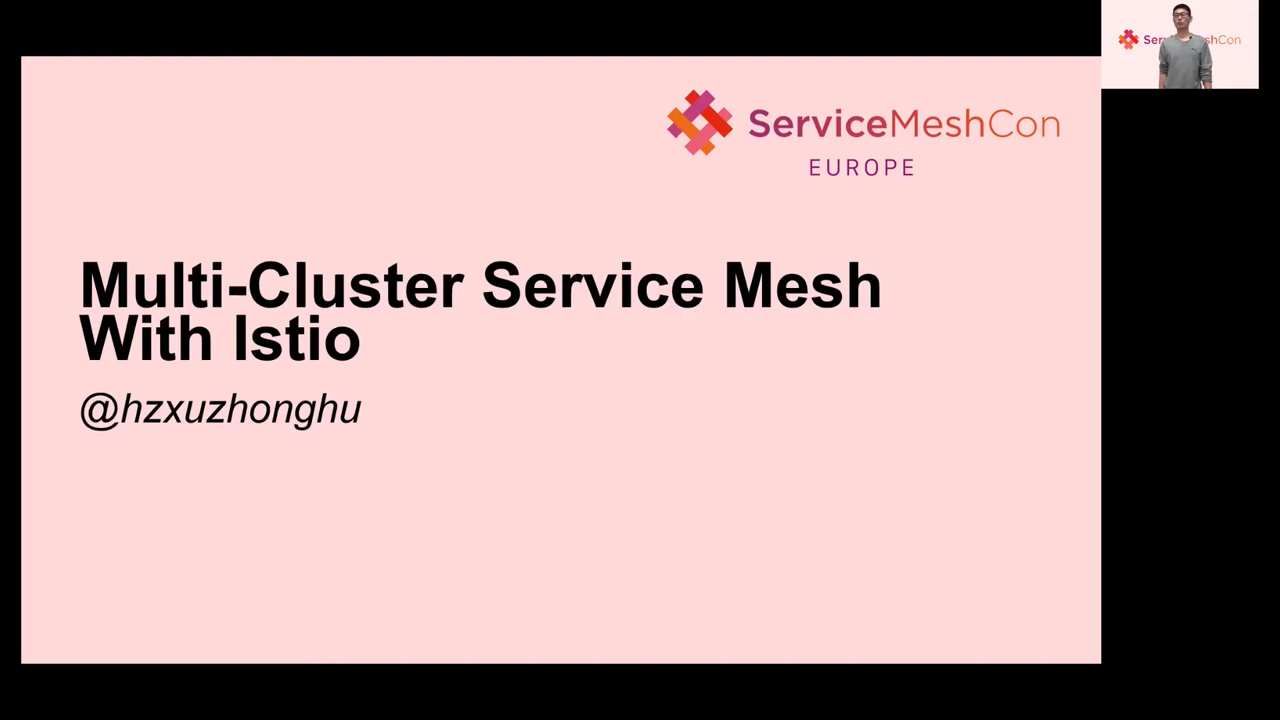 ServiceMeshCon
EUROPE
Multi-Cluster Service Mesh
With Istio
@hzxuzhonghu